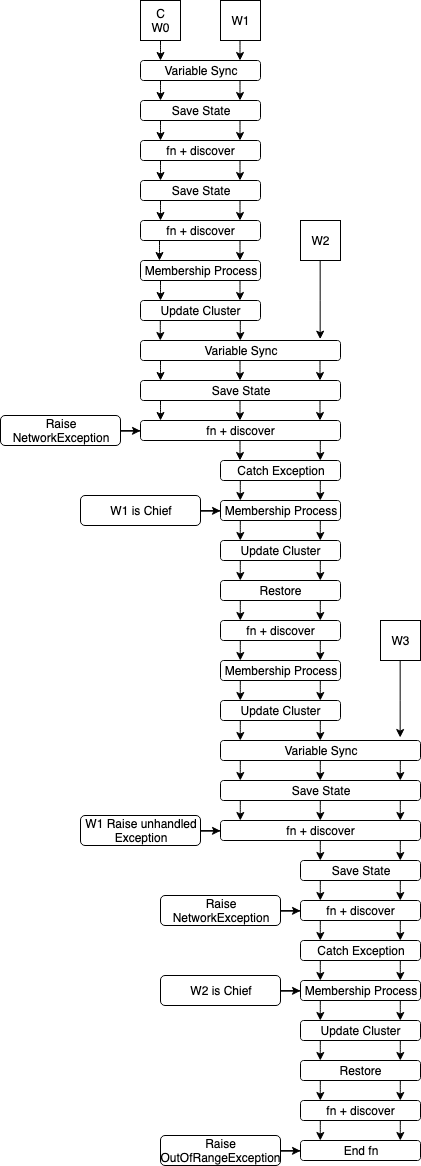 C
W0
W1
Variable Sync
Save State
fn + discover
Save State
fn + discover
W2
Membership Process
Update Cluster
Variable Sync
Save State
Raise
NetworkException
fn + discover
Catch Exception
W1 is Chief
Membership Process
Update Cluster
Restore
fn + discover
W3
Membership Process
Update Cluster
Variable Sync
Save State
W1 Raise unhandled
Exception
fn + discover
Save State
Raise
NetworkException
fn + discover
Catch Exception
W2 is Chief
Membership Process
Update Cluster
Restore
fn + discover
Raise
OutOfRangeException
End fn